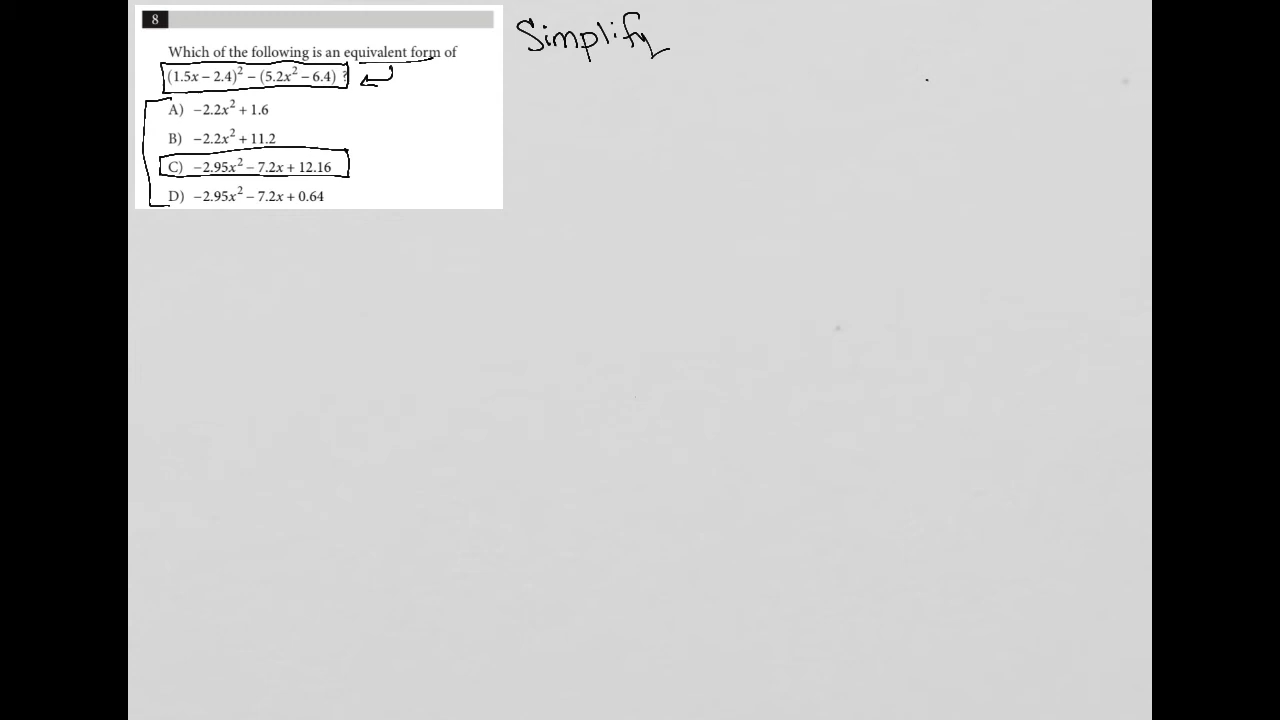 8
Simplify
Which of the following is an equivalent form of
(1.5x − 2.4)² − (5.2x² − 6.4) ?
A) −2.2x² + 1.6
B) −2.2x² + 11.2
C) −2.95x² − 7.2x + 12.16
D) −2.95x² − 7.2x + 0.64